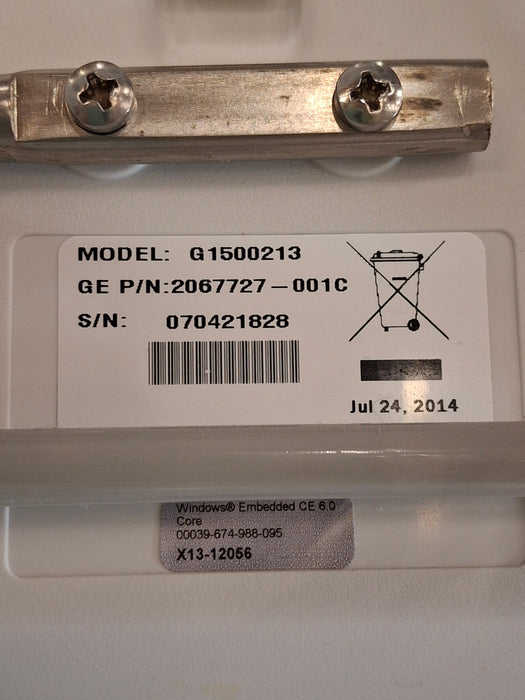 MODEL: G1500213
GE P/N:2067727-001C
S/N: 070421828
Jul 24, 2014
Windows® Embedded CE 6.0
Core
00039-674-988-095
X13-12056